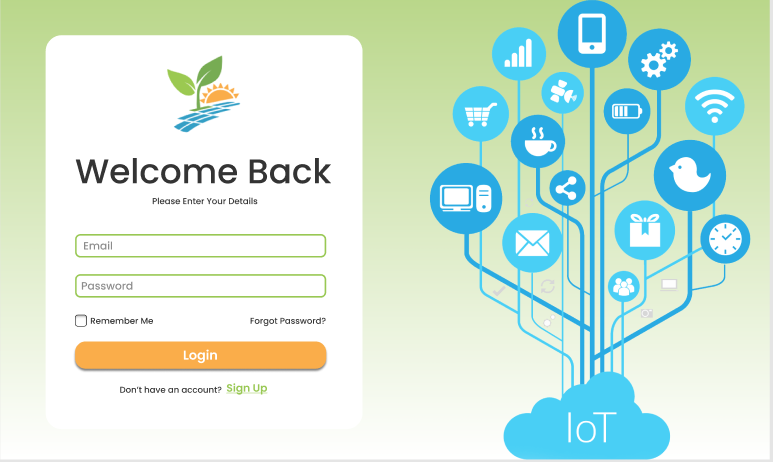 Welcome Back
Please Enter Your Details
Email
Password
Remember Me
Forgot Password?
Login
Don't have an account? Sign Up
IoT